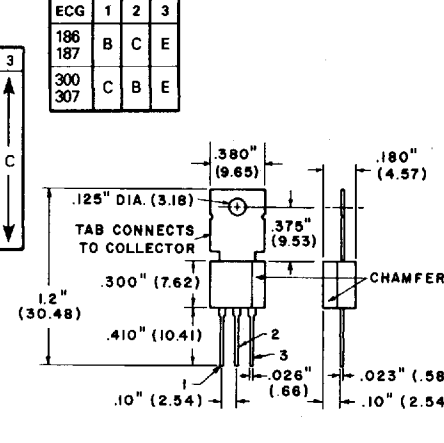 ECG 1 2 3
186 187 B C E
300 307 C B E
3
C
.380" (9.65)
.180" (4.57)
.125" DIA. (3.18)
.375" (9.53)
TAB CONNECTS
TO COLLECTOR
.300" (7.62)
CHAMFER
1.2" (30.48)
.410" (10.41)
2
3
1
.026" (.66)
.023" (.58
.10" (2.54)
.10" (2.54